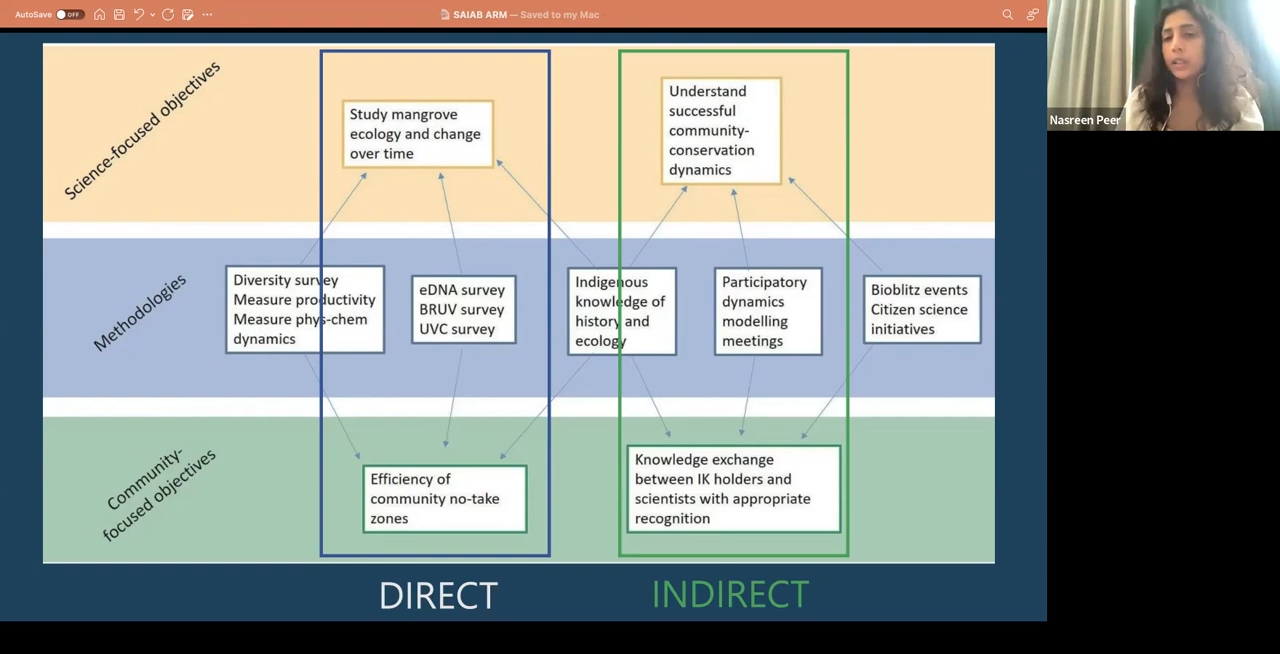 AutoSave OFF
SAIAB ARM — Saved to my Mac
Nasreen Peer
Science-focused objectives
Study mangrove
ecology and change
over time
Understand
successful
community-
conservation
dynamics
Methodologies
Diversity survey
Measure productivity
Measure phys-chem
dynamics
eDNA survey
BRUV survey
UVC survey
Indigenous
knowledge of
history and
ecology
Participatory
dynamics
modelling
meetings
Bioblitz events
Citizen science
initiatives
Community-
focused objectives
Efficiency of
community no-take
zones
Knowledge exchange
between IK holders and
scientists with appropriate
recognition
DIRECT
INDIRECT